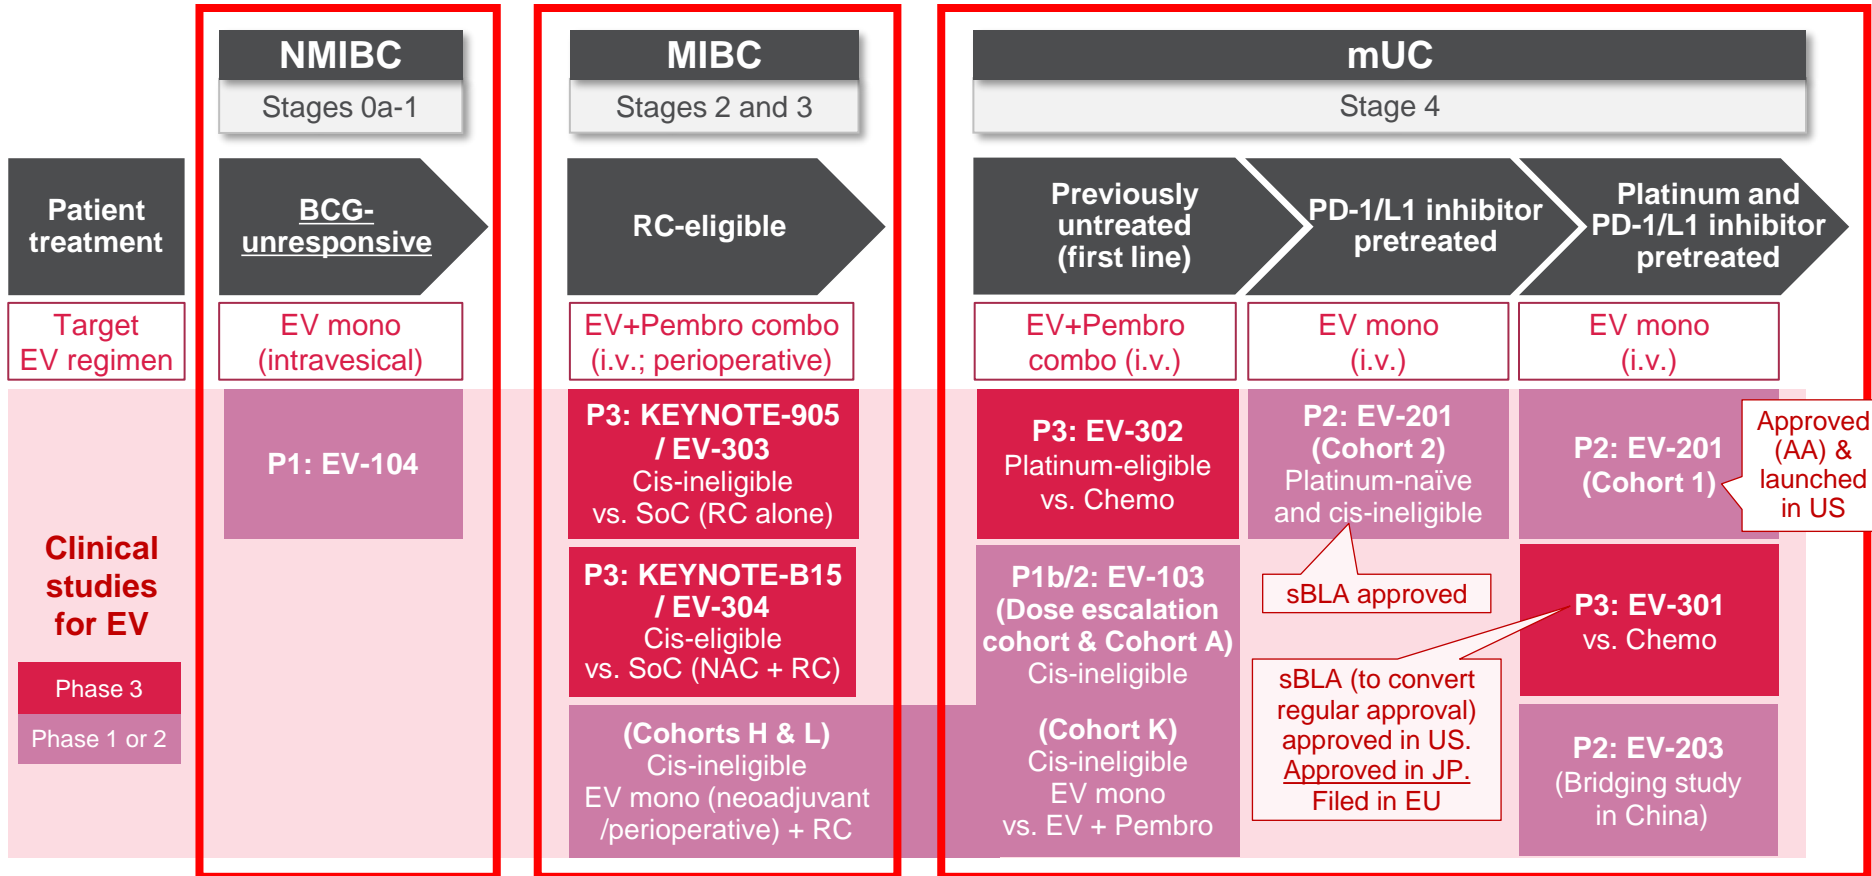 NMIBC
Stages 0a-1
MIBC
Stages 2 and 3
mUC
Stage 4
Patient
treatment
BCG-
unresponsive
RC-eligible
Previously
untreated
(first line)
PD-1/L1 inhibitor
pretreated
Platinum and
PD-1/L1 inhibitor
pretreated
Target
EV regimen
EV mono
(intravesical)
EV+Pembro combo
(i.v.; perioperative)
EV+Pembro
combo (i.v.)
EV mono
(i.v.)
EV mono
(i.v.)
Clinical
studies
for EV
Phase 3
Phase 1 or 2
P1: EV-104
P3: KEYNOTE-905
/ EV-303
Cis-ineligible
vs. SoC (RC alone)
P3: KEYNOTE-B15
/ EV-304
Cis-eligible
vs. SoC (NAC + RC)
(Cohorts H & L)
Cis-ineligible
EV mono (neoadjuvant
/perioperative) + RC
P3: EV-302
Platinum-eligible
vs. Chemo
P1b/2: EV-103
(Dose escalation
cohort & Cohort A)
Cis-ineligible
(Cohort K)
Cis-ineligible
EV mono
vs. EV + Pembro
P2: EV-201
(Cohort 2)
Platinum-naïve
and cis-ineligible
sBLA approved
sBLA (to convert
regular approval)
approved in US.
Approved in JP.
Filed in EU
P2: EV-201
(Cohort 1)
Approved
(AA) &
launched
in US
P3: EV-301
vs. Chemo
P2: EV-203
(Bridging study
in China)